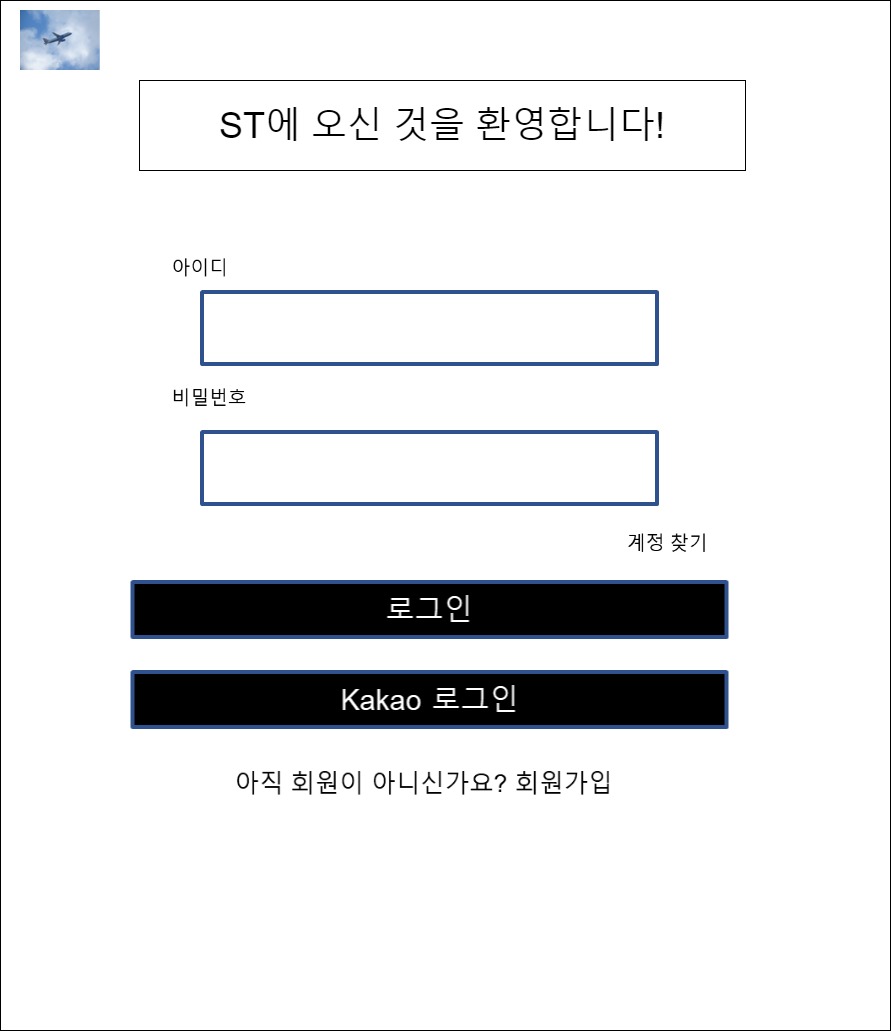 ST에 오신 것을 환영합니다!
아이디
비밀번호
계정 찾기
로그인
Kakao 로그인
아직 회원이 아니신가요? 회원가입